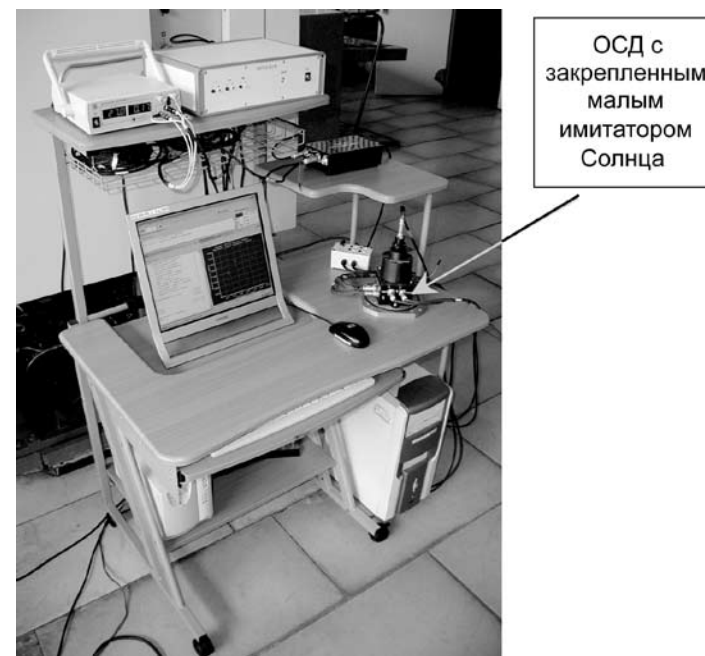 ОСД с
закрепленным
малым
имитатором
Солнца